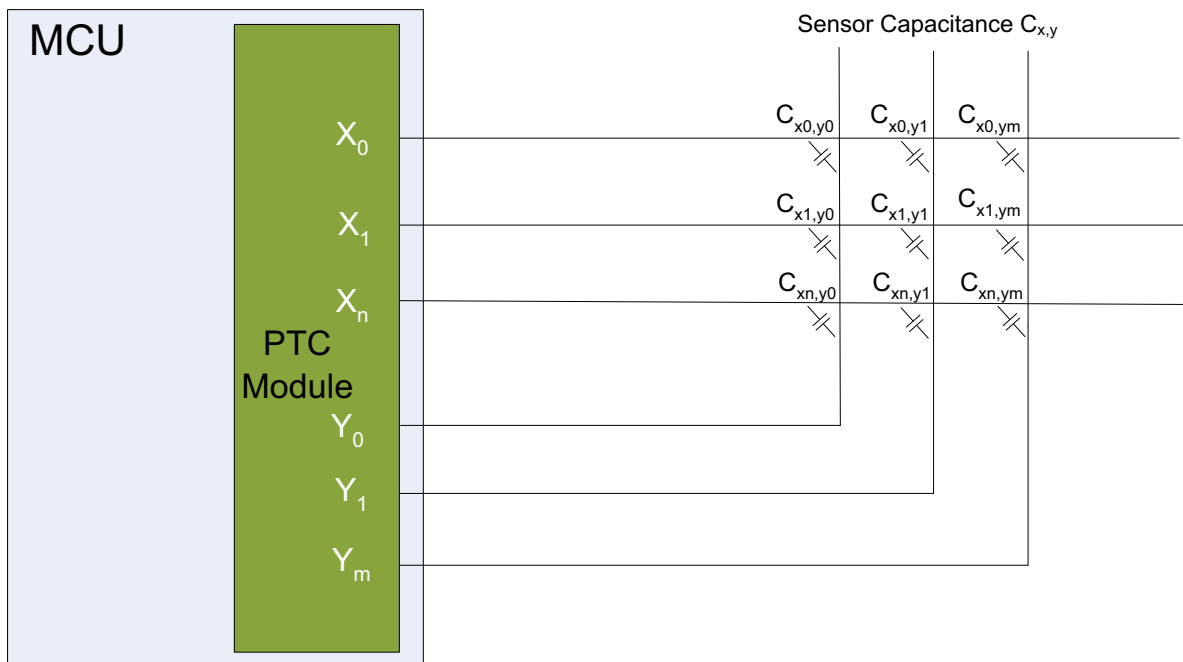 MCU
Sensor Capacitance Cx,y
Cx0,y0 Cx0,y1 Cx0,ym
X0
Cx1,y0 Cx1,y1 Cx1,ym
X1
Cxn,y0 Cxn,y1 Cxn,ym
Xn
PTC
Module
Y0
Y1
Ym